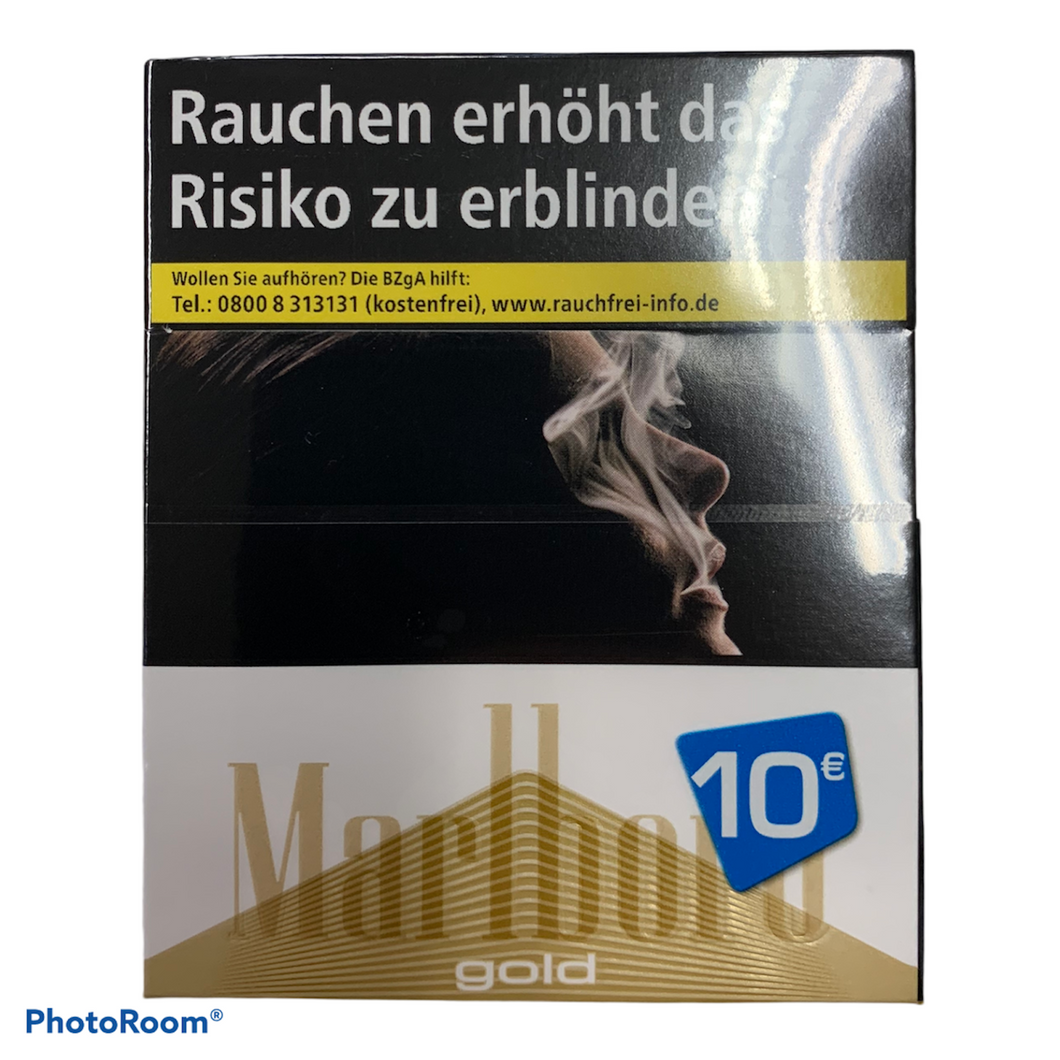 Rauchen erhöht das
Risiko zu erblinden
Wollen Sie aufhören? Die BZgA hilft:
Tel.: 0800 8 313131 (kostenfrei), www.rauchfrei-info.de
10€
Marlboro
gold
PhotoRoom®